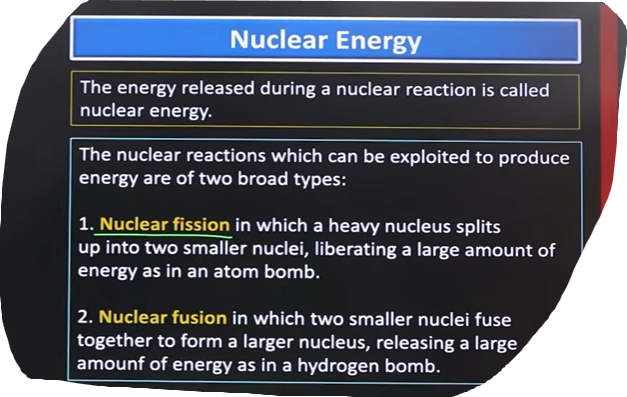 Nuclear Energy
The energy released during a nuclear reaction is called
nuclear energy.
The nuclear reactions which can be exploited to produce
energy are of two broad types:
1. Nuclear fission in which a heavy nucleus splits
up into two smaller nuclei, liberating a large amount of
energy as in an atom bomb.
2. Nuclear fusion in which two smaller nuclei fuse
together to form a larger nucleus, releasing a large
amounf of energy as in a hydrogen bomb.